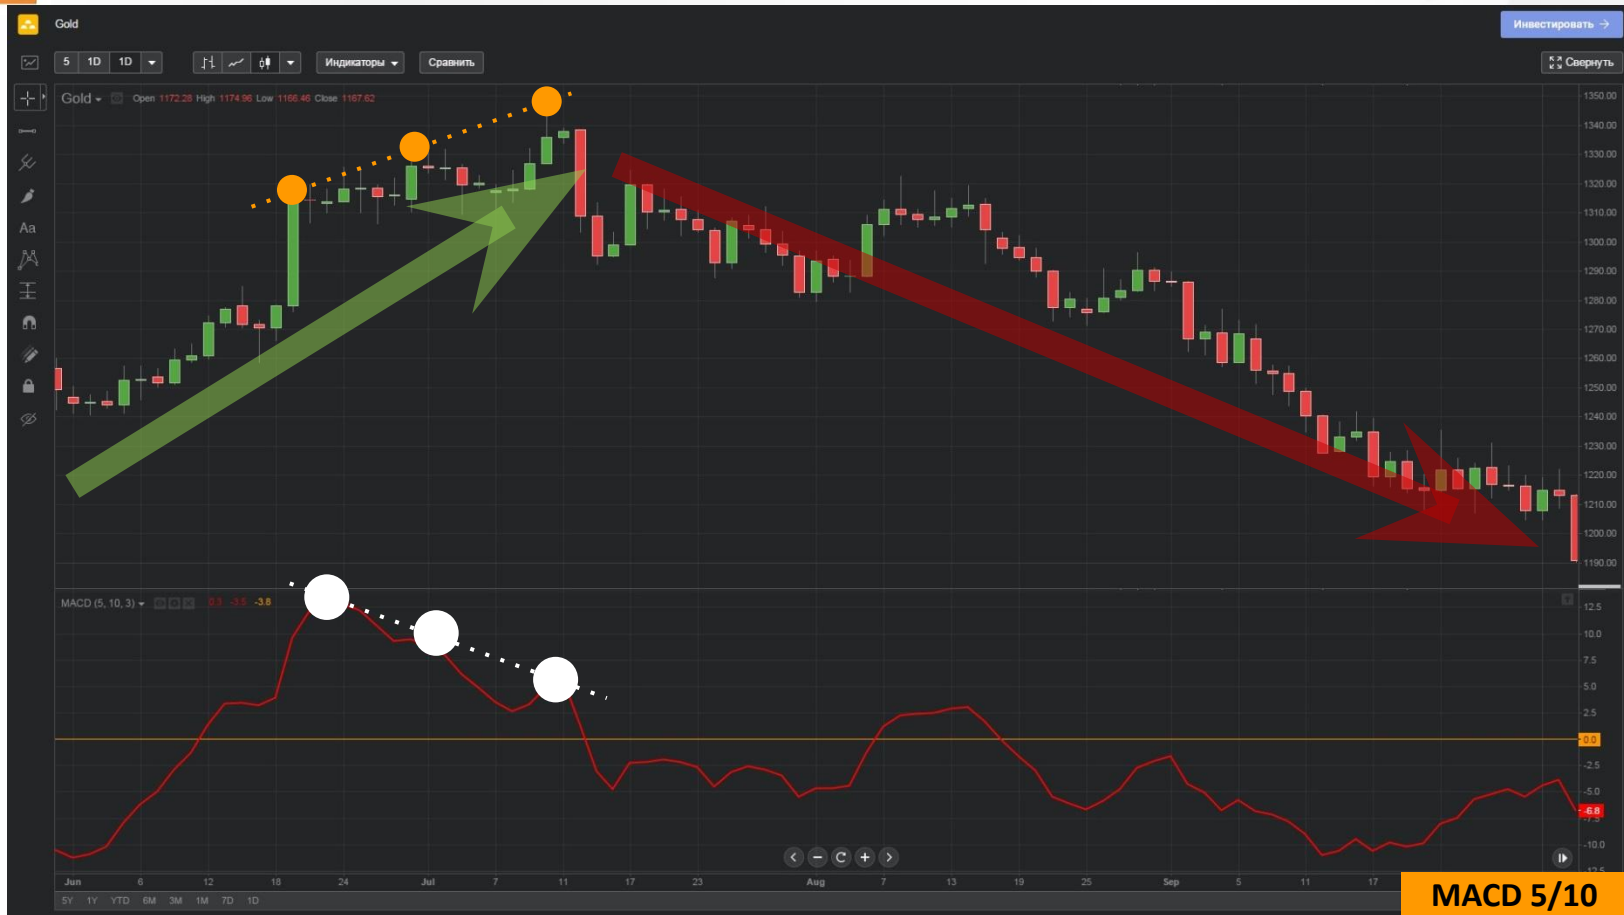 Gold
Инвестировать →
5 1D 1D
Индикаторы
Сравнить
Свернуть
Gold
Open 1172.28 High 1174.96 Low 1166.46 Close 1167.62
1350.00
1340.00
1330.00
1320.00
1310.00
1300.00
1290.00
1280.00
1270.00
1260.00
1250.00
1240.00
1230.00
1220.00
1210.00
1200.00
1190.00
Aa
MACD (5, 10, 3)
-3.8
12.5
10.0
7.5
5.0
2.5
0.0
-2.5
-5.0
-6.8
-10.0
Jun 6 12 18 24 Jul 7 11 17 23 Aug 7 13 19 25 Sep 5 11 17
5Y 1Y YTD 6M 3M 1M 7D 1D
MACD 5/10